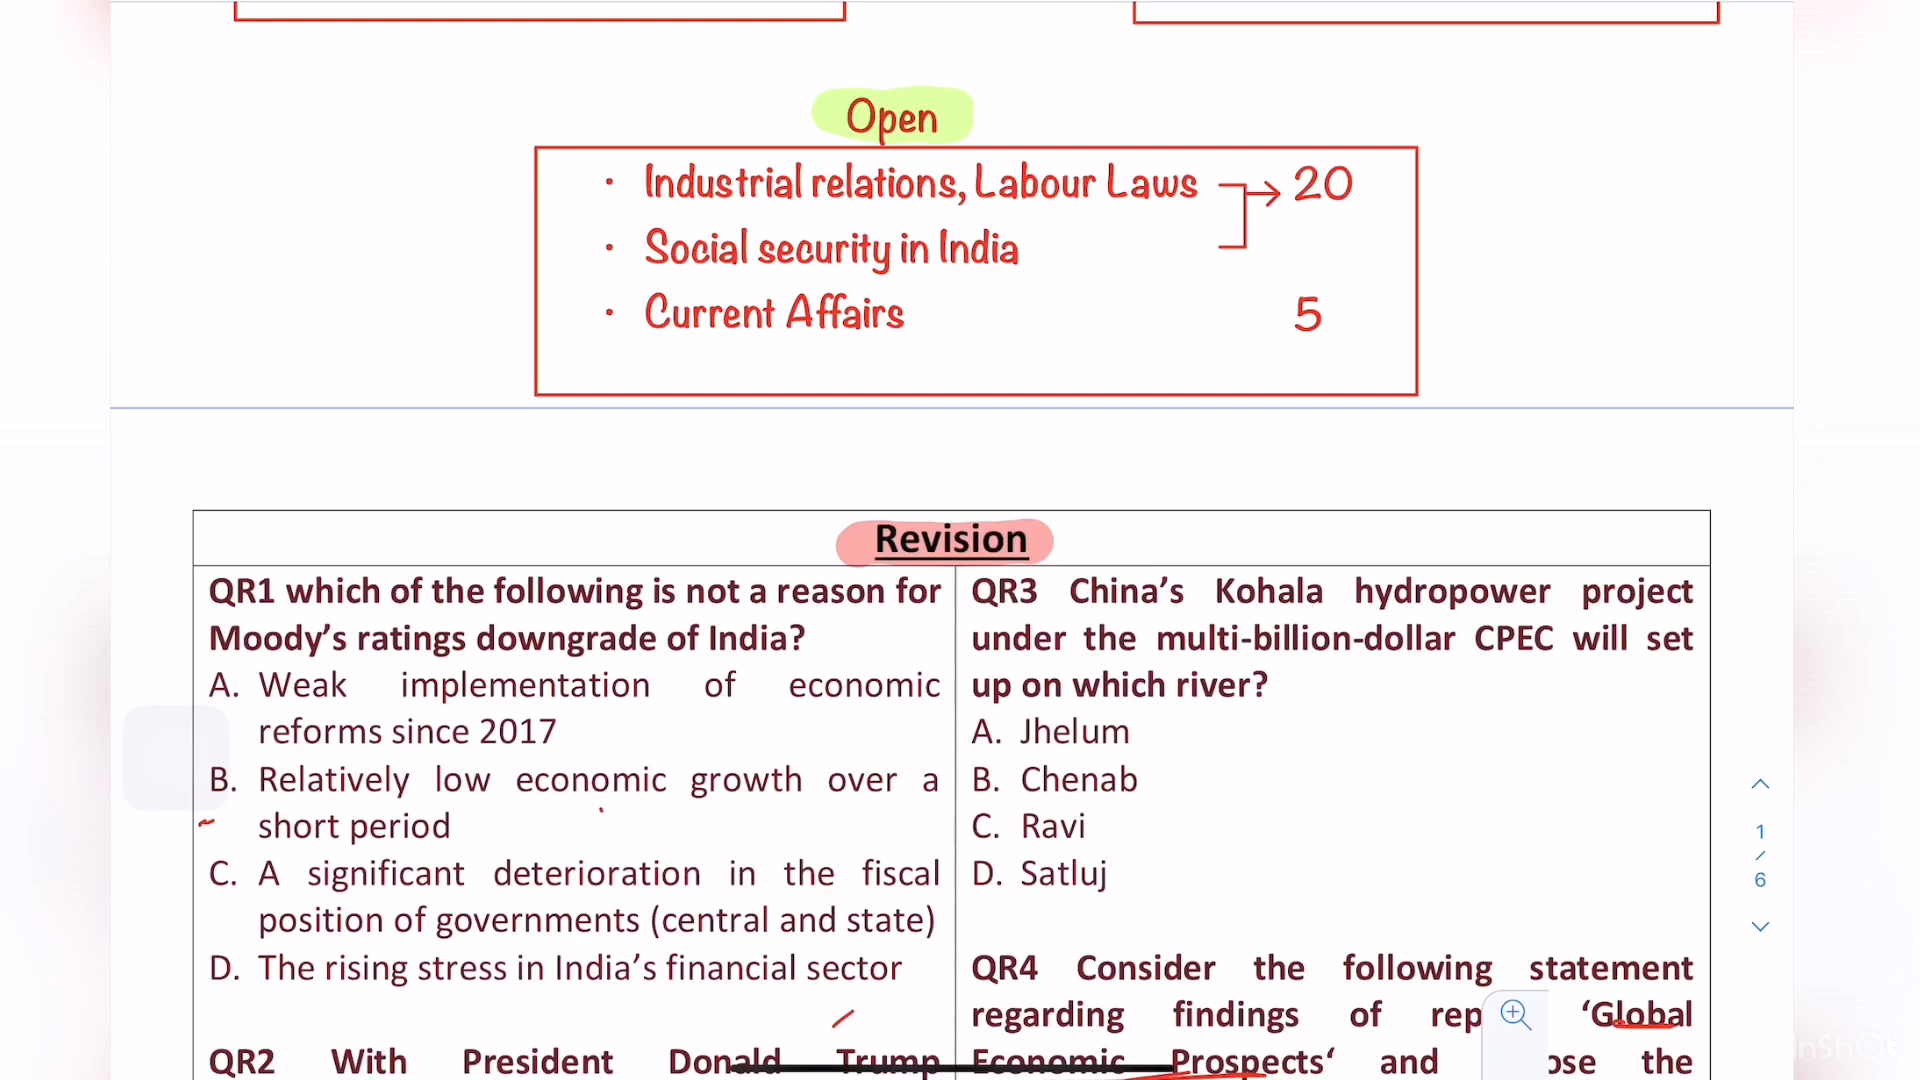 Open
· Industrial relations, Labour Laws → 20
· Social security in India
· Current Affairs 5
Revision
QR1 which of the following is not a reason for
Moody’s ratings downgrade of India?
A. Weak implementation of economic
reforms since 2017
B. Relatively low economic growth over a
short period
C. A significant deterioration in the fiscal
position of governments (central and state)
D. The rising stress in India’s financial sector
QR2 With President Donald Trump
QR3 China’s Kohala hydropower project
under the multi-billion-dollar CPEC will set
up on which river?
A. Jhelum
B. Chenab
C. Ravi
D. Satluj
QR4 Consider the following statement
regarding findings of rep ‘Global
Economic Prospects‘ and the
1
/
6